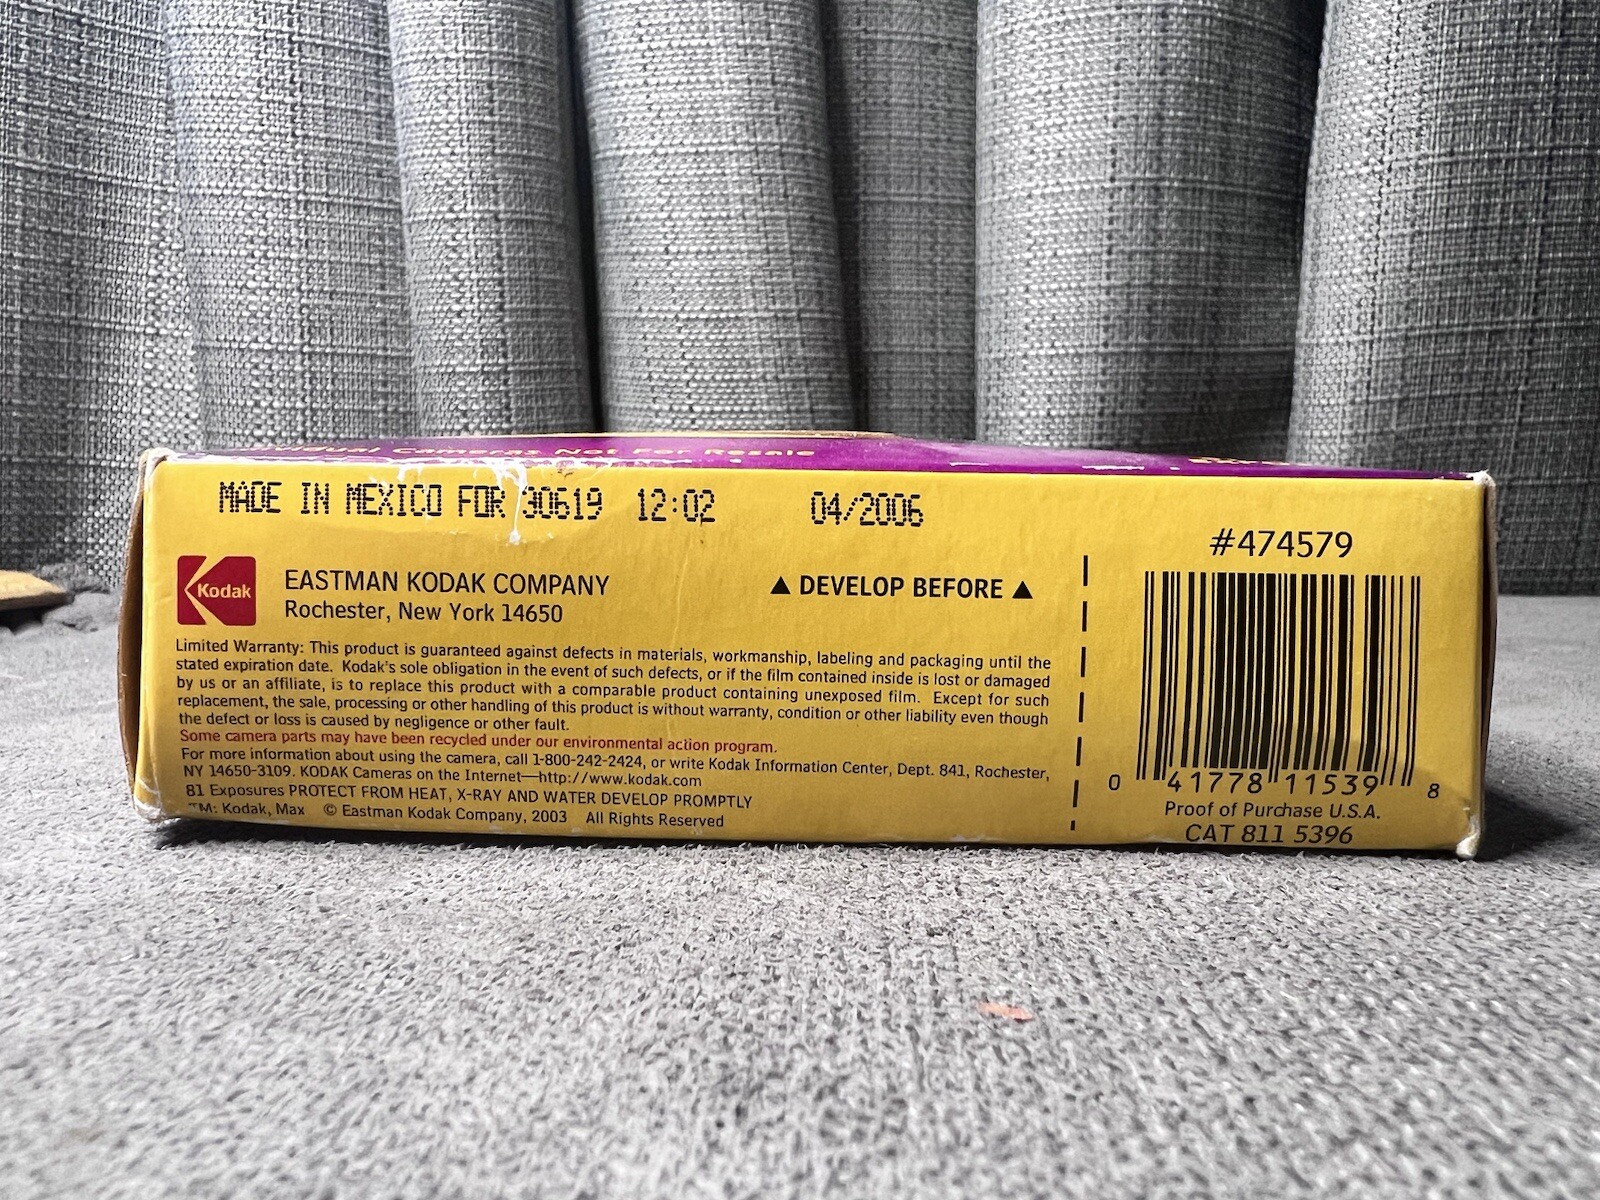 Cameras Not For Resale
MADE IN MEXICO FOR 30619 12:02 04/2006
#474579
Kodak
EASTMAN KODAK COMPANY
Rochester, New York 14650
▲ DEVELOP BEFORE ▲
Limited Warranty: This product is guaranteed against defects in materials, workmanship, labeling and packaging until the
stated expiration date. Kodak's sole obligation in the event of such defects, or if the film contained inside is lost or damaged
by us or an affiliate, is to replace this product with a comparable product containing unexposed film. Except for such
replacement, the sale, processing or other handling of this product is without warranty, condition or other liability even though
the defect or loss is caused by negligence or other fault.
Some camera parts may have been recycled under our environmental action program.
For more information about using the camera, call 1-800-242-2424, or write Kodak Information Center, Dept. 841, Rochester,
NY 14650-3109. KODAK Cameras on the Internet—http://www.kodak.com
81 Exposures PROTECT FROM HEAT, X-RAY AND WATER DEVELOP PROMPTLY
TM: Kodak, Max © Eastman Kodak Company, 2003 All Rights Reserved
0 41778 11539 8
Proof of Purchase U.S.A.
CAT 811 5396